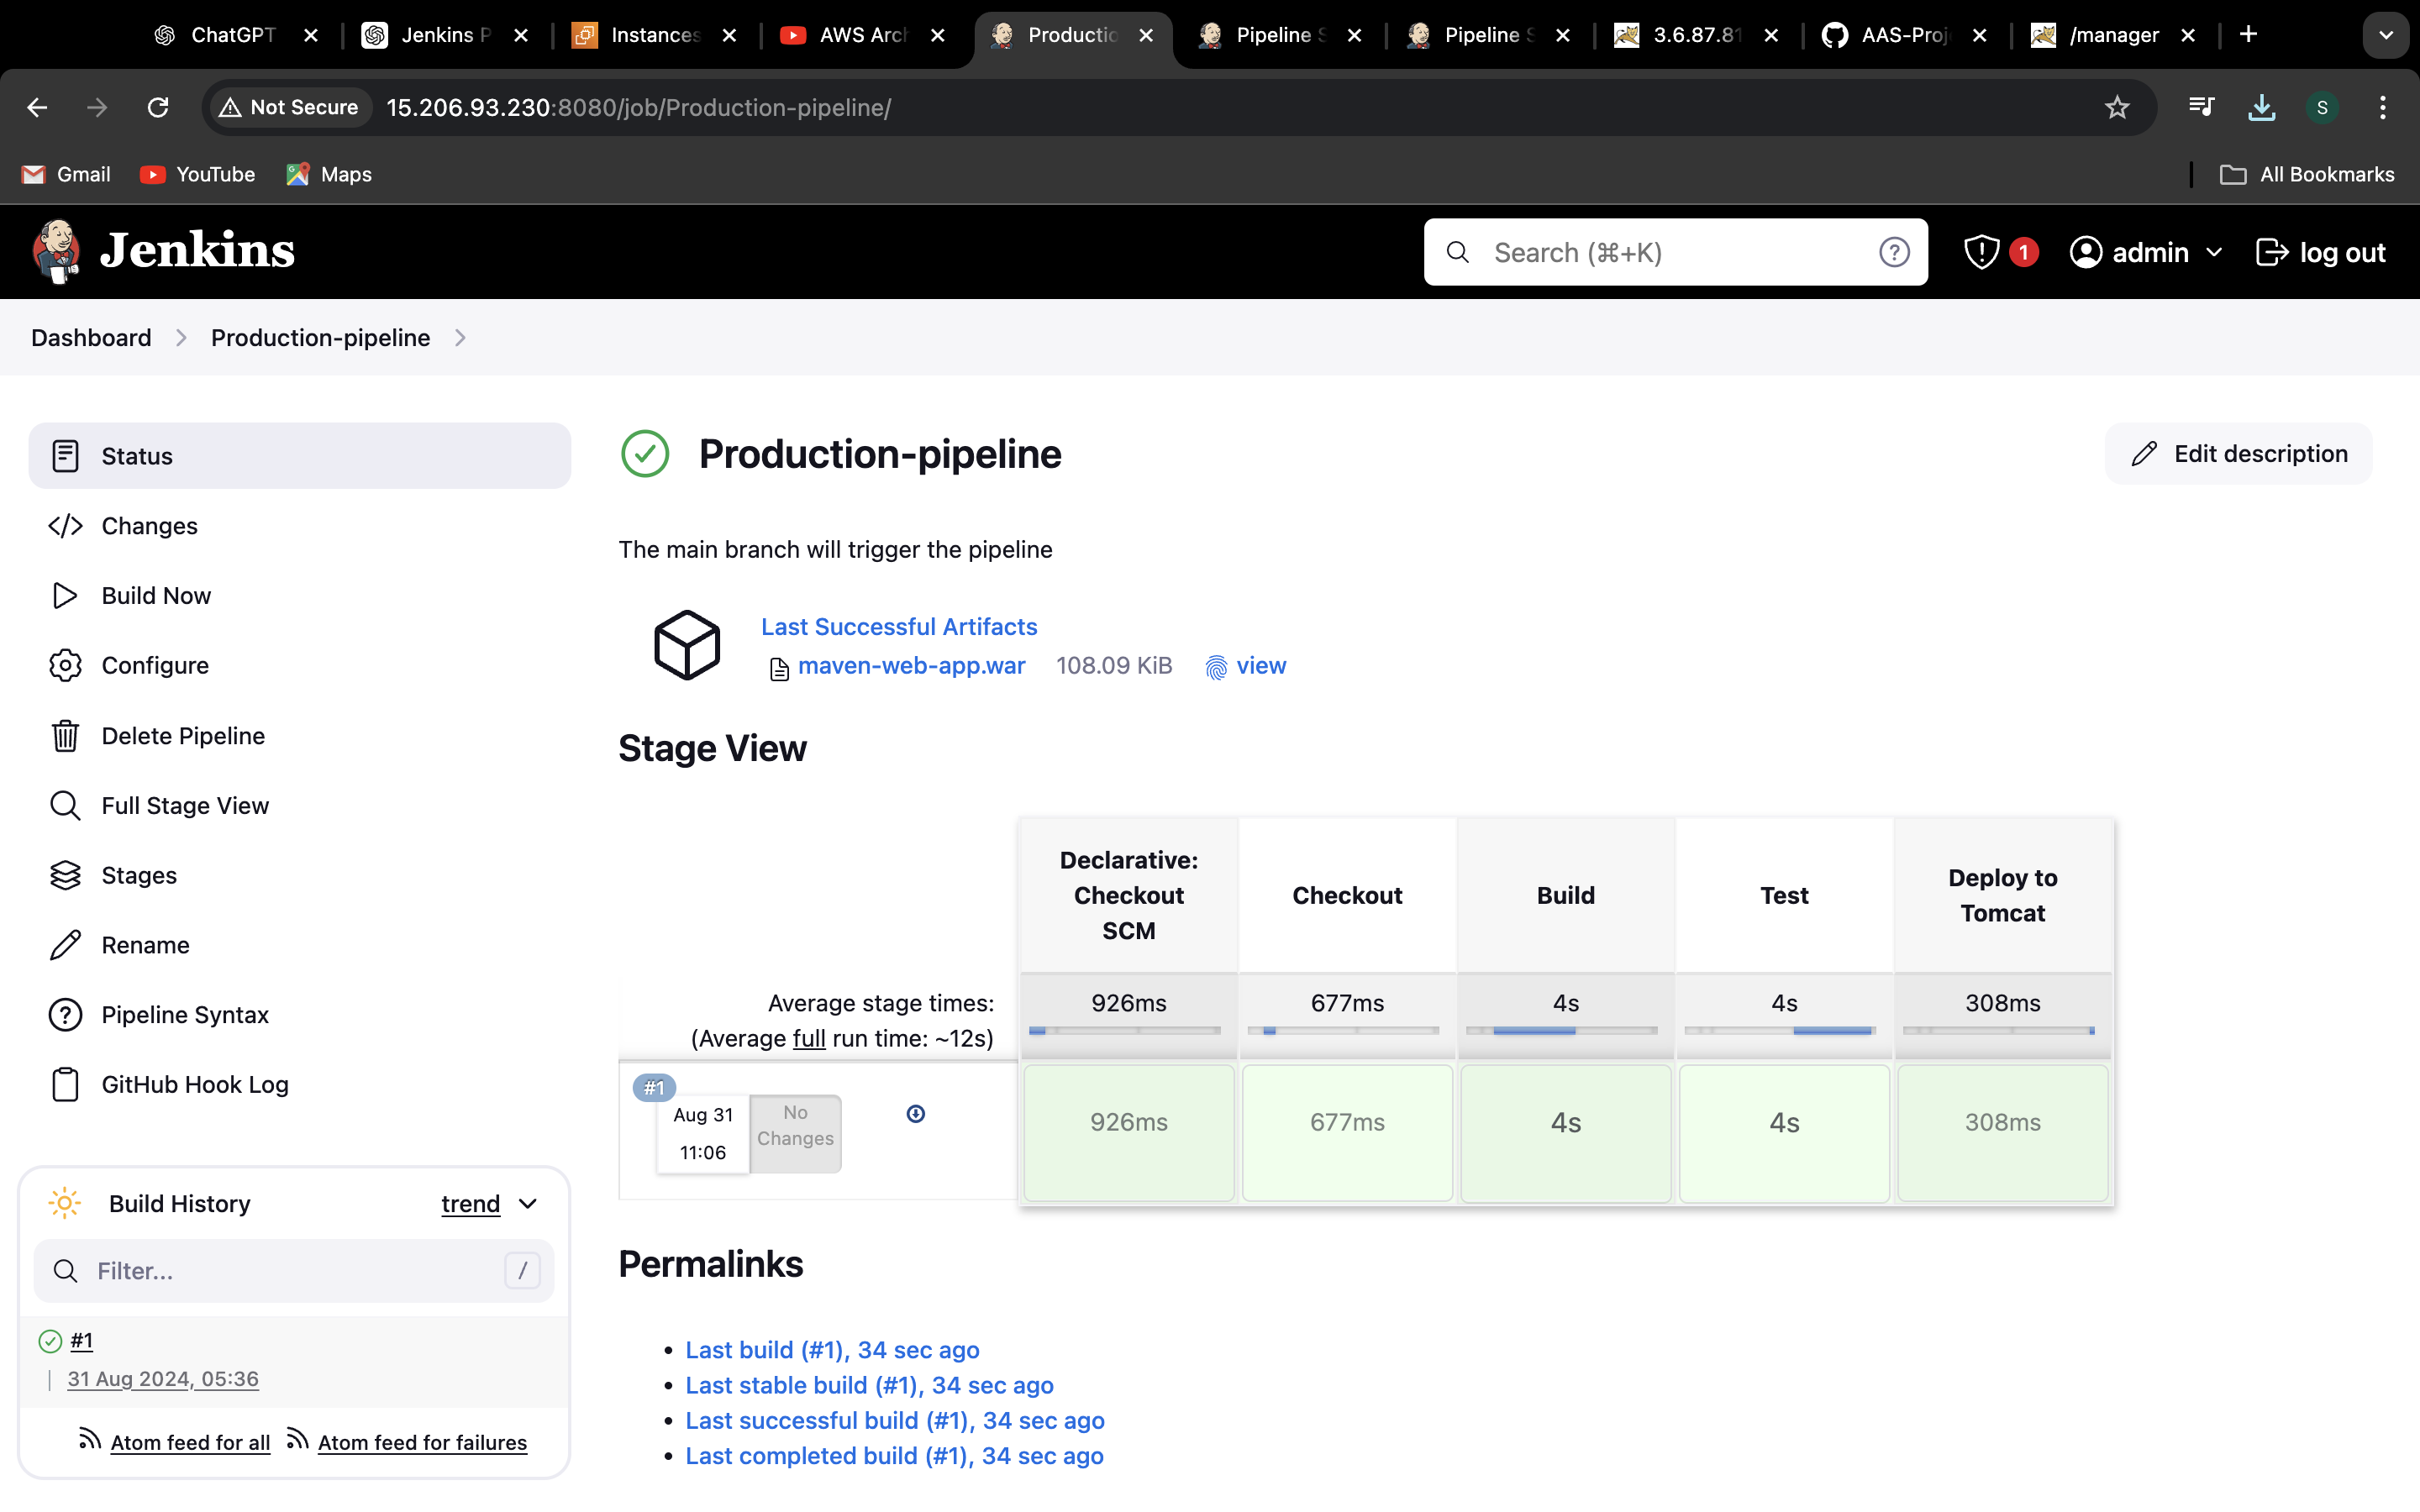 ChatGPT
Jenkins P
Instances
AWS Arch
Productio
Pipeline S
Pipeline S
3.6.87.81
AAS-Proj
/manager
Not Secure
15.206.93.230:8080/job/Production-pipeline/
S
Gmail
YouTube
Maps
All Bookmarks
Jenkins
Search (⌘+K)
1
admin
log out
Dashboard
Production-pipeline
Status
Changes
Build Now
Configure
Delete Pipeline
Full Stage View
Stages
Rename
Pipeline Syntax
GitHub Hook Log
Build History
trend
Filter...
/
#1
31 Aug 2024, 05:36
Atom feed for all
Atom feed for failures
Production-pipeline
Edit description
The main branch will trigger the pipeline
Last Successful Artifacts
maven-web-app.war 108.09 KiB view
Stage View
Declarative:
Checkout
SCM
Checkout
Build
Test
Deploy to
Tomcat
Average stage times:
(Average full run time: ~12s)
926ms
677ms
4s
4s
308ms
#1
Aug 31
11:06
No
Changes
926ms
677ms
4s
4s
308ms
Permalinks
Last build (#1), 34 sec ago
Last stable build (#1), 34 sec ago
Last successful build (#1), 34 sec ago
Last completed build (#1), 34 sec ago